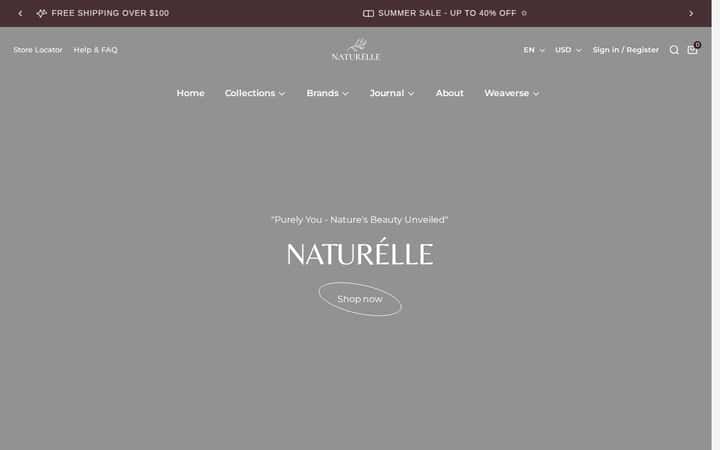 FREE SHIPPING OVER $100
SUMMER SALE - UP TO 40% OFF
Store Locator Help & FAQ
NATURÉLLE
EN USD Sign in / Register 0
Home Collections Brands Journal About Weaverse
"Purely You - Nature's Beauty Unveiled"
NATURÉLLE
Shop now